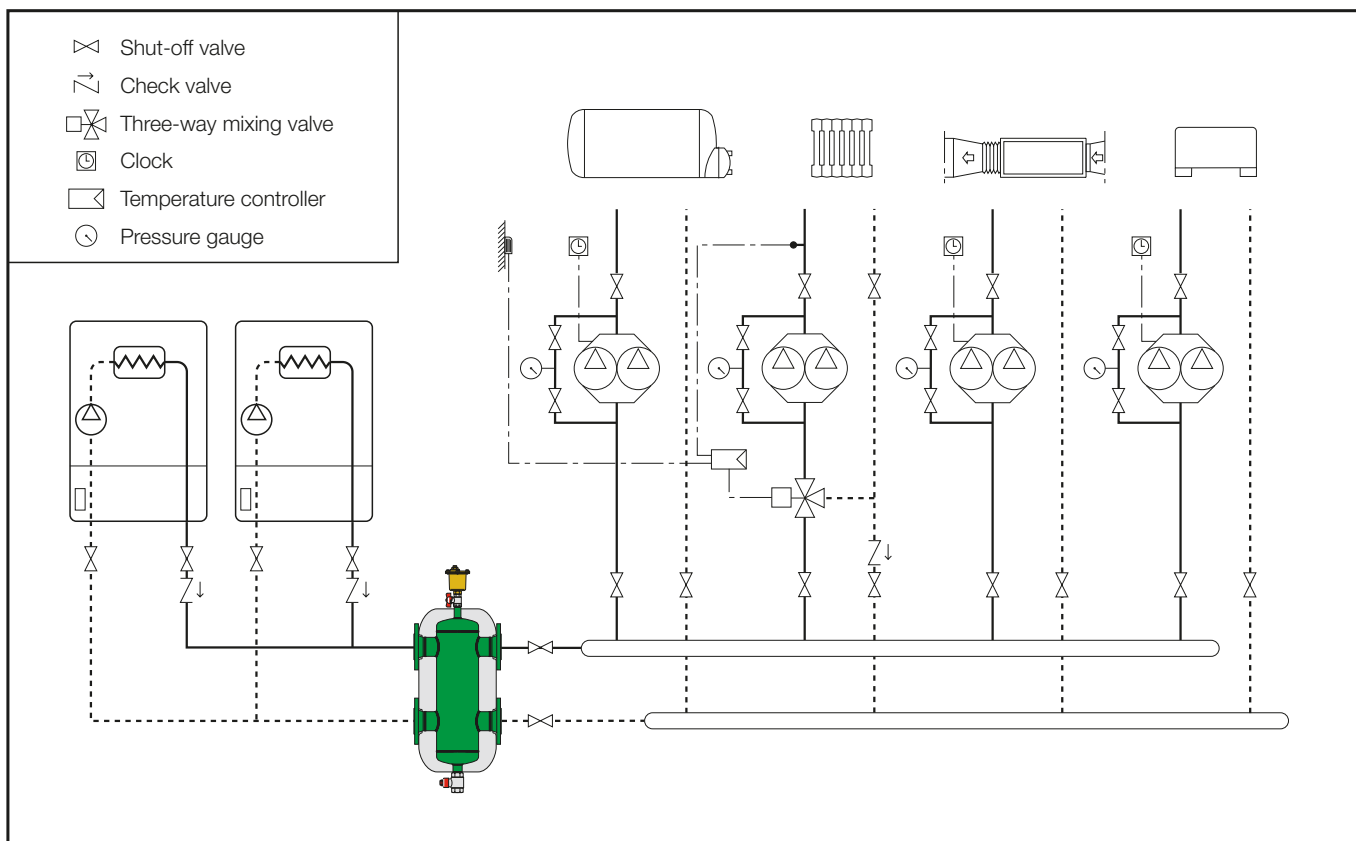 Shut-off valve
Check valve
Three-way mixing valve
Clock
Temperature controller
Pressure gauge